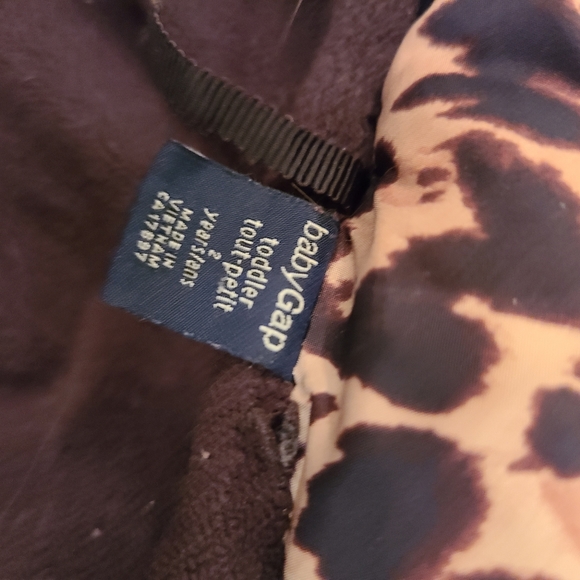 babyGap
toddler
tout-petit
2
years/ans
MADE IN
VIETNAM
CA17897